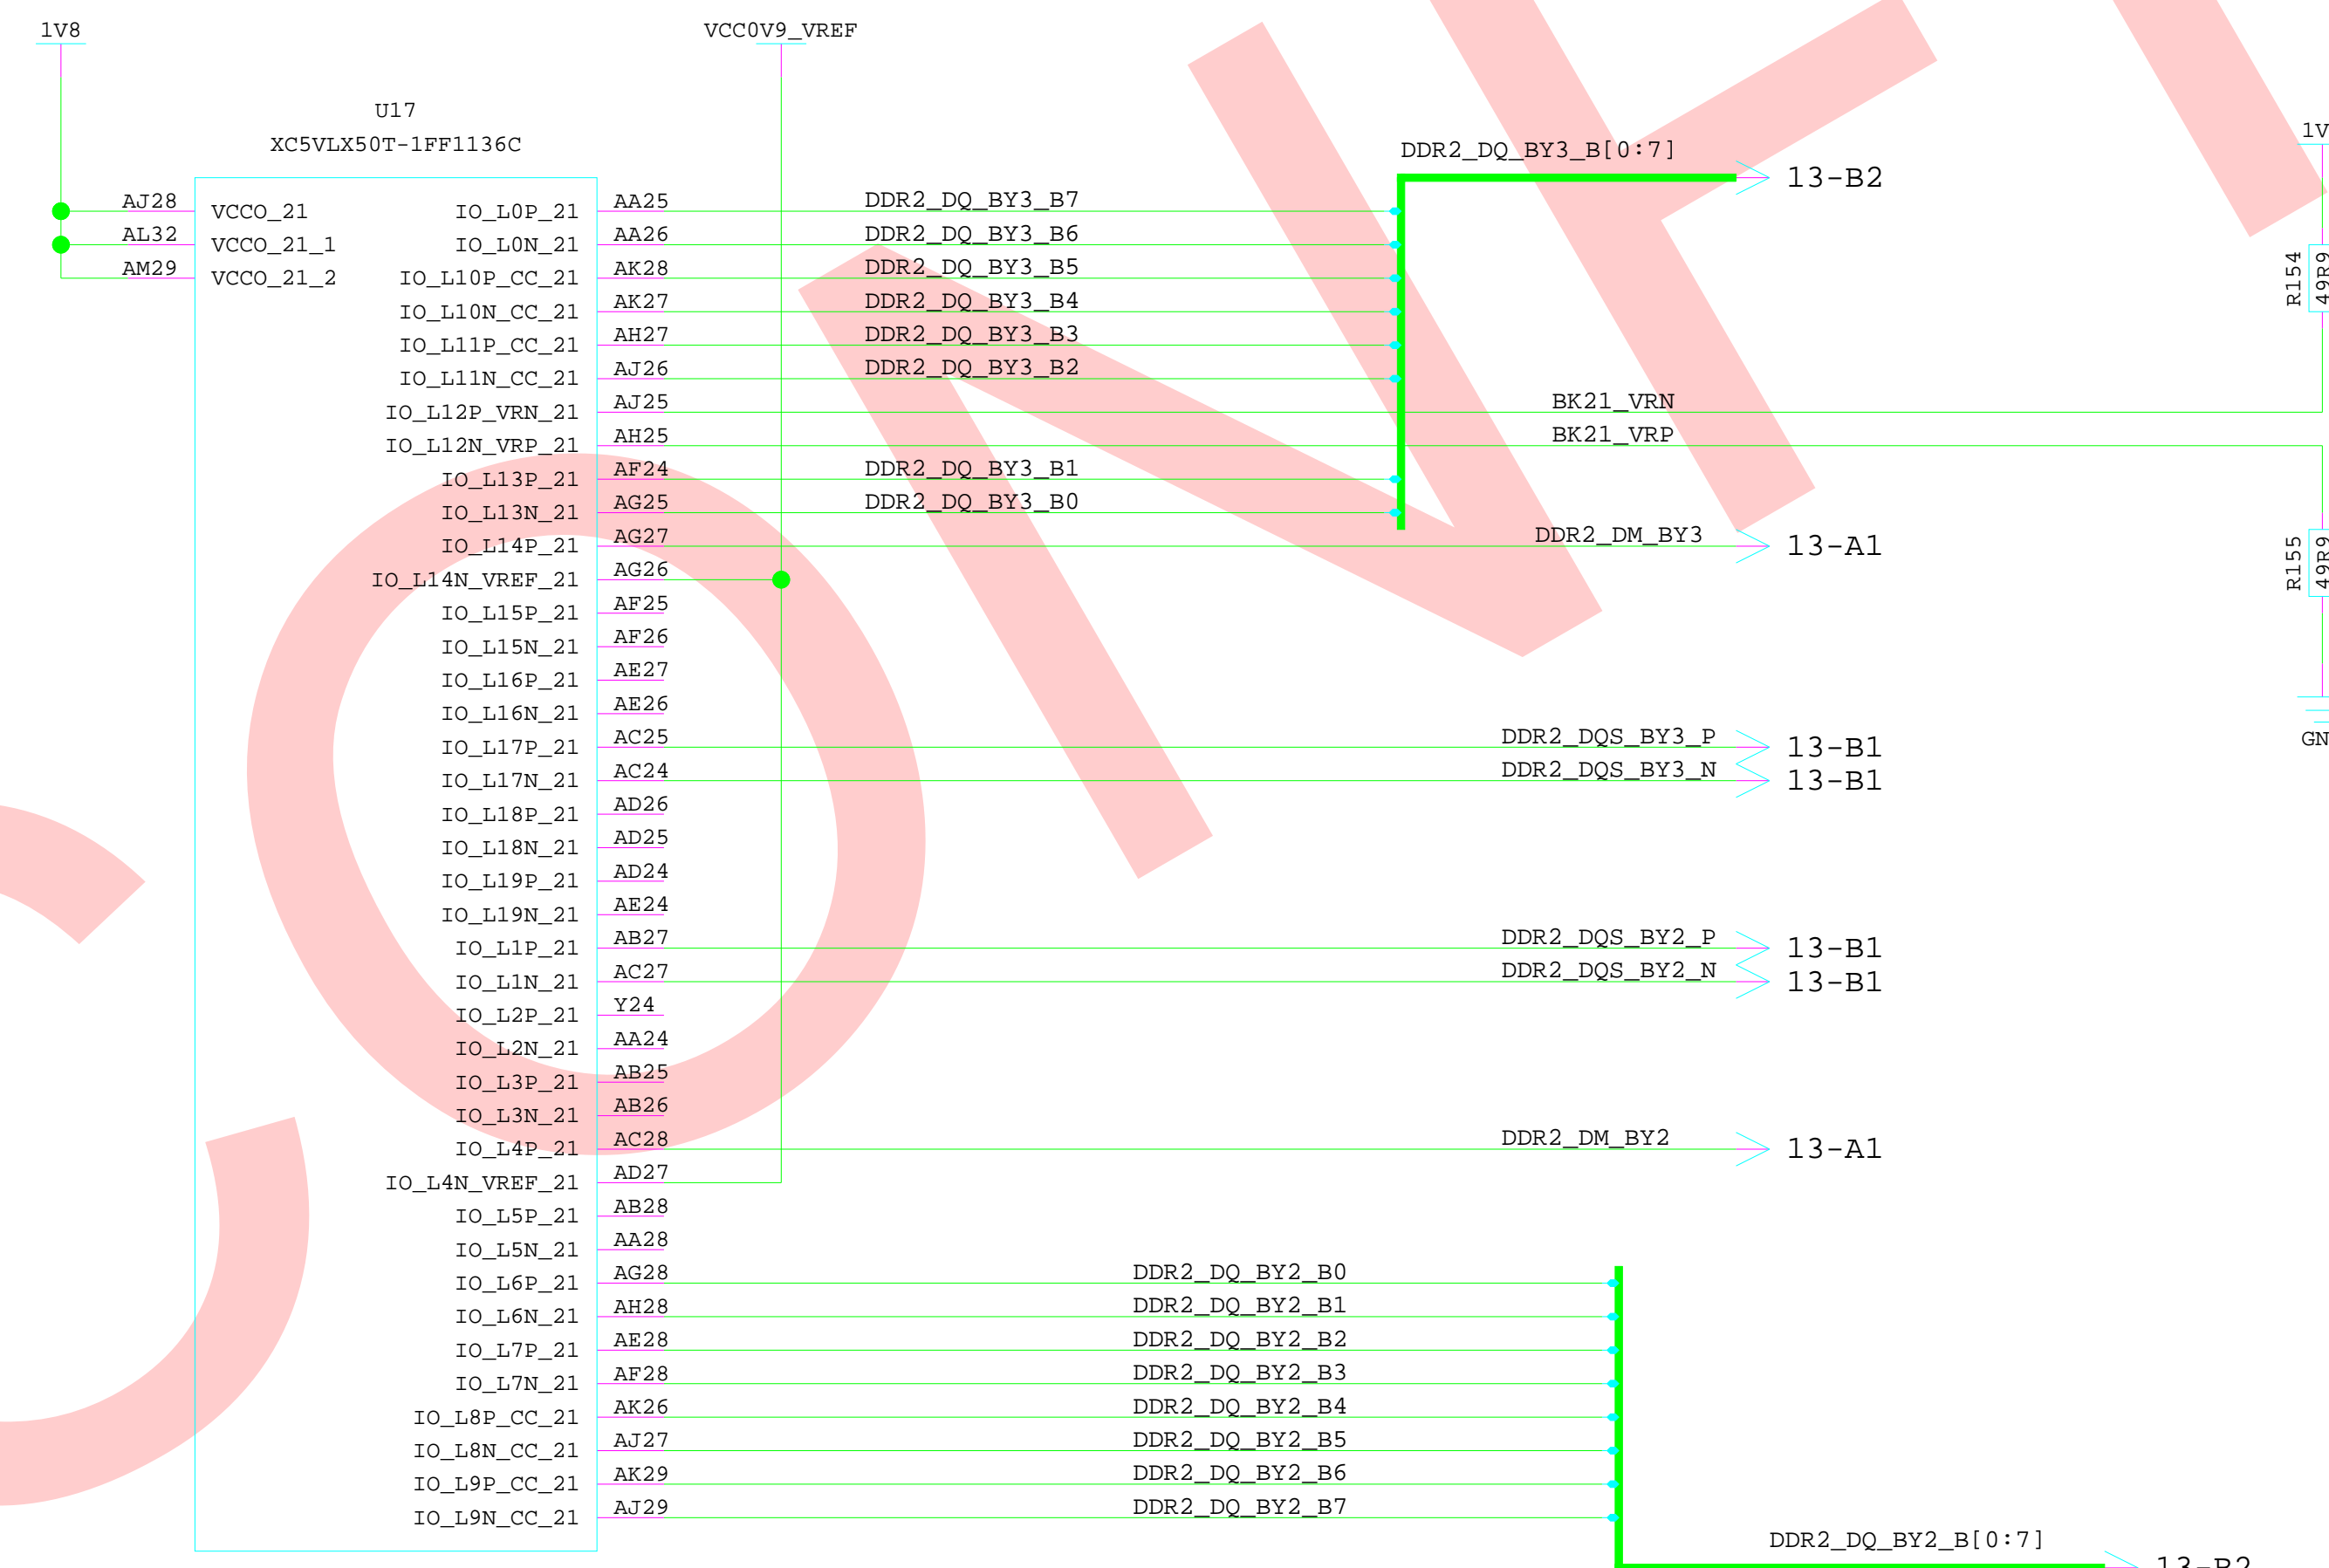 1V8
VCC0V9_VREF
U17
XC5VLX50T-1FF1136C
DDR2_DQ_BY3_B[0:7]
13-B2
1V
AJ28 VCCO_21 IO_L0P_21 AA25 DDR2_DQ_BY3_B7
AL32 VCCO_21_1 IO_L0N_21 AA26 DDR2_DQ_BY3_B6
AM29 VCCO_21_2 IO_L10P_CC_21 AK28 DDR2_DQ_BY3_B5
R154 49R9
IO_L10N_CC_21 AK27 DDR2_DQ_BY3_B4
IO_L11P_CC_21 AH27 DDR2_DQ_BY3_B3
IO_L11N_CC_21 AJ26 DDR2_DQ_BY3_B2
IO_L12P_VRN_21 AJ25 BK21_VRN
IO_L12N_VRP_21 AH25 BK21_VRP
IO_L13P_21 AF24 DDR2_DQ_BY3_B1
IO_L13N_21 AG25 DDR2_DQ_BY3_B0
IO_L14P_21 AG27 DDR2_DM_BY3 13-A1
IO_L14N_VREF_21 AG26
R155 49R9
IO_L15P_21 AF25
IO_L15N_21 AF26
IO_L16P_21 AE27
IO_L16N_21 AE26
GN
IO_L17P_21 AC25 DDR2_DQS_BY3_P 13-B1
IO_L17N_21 AC24 DDR2_DQS_BY3_N 13-B1
IO_L18P_21 AD26
IO_L18N_21 AD25
IO_L19P_21 AD24
IO_L19N_21 AE24
IO_L1P_21 AB27 DDR2_DQS_BY2_P 13-B1
IO_L1N_21 AC27 DDR2_DQS_BY2_N 13-B1
IO_L2P_21 Y24
IO_L2N_21 AA24
IO_L3P_21 AB25
IO_L3N_21 AB26
IO_L4P_21 AC28 DDR2_DM_BY2 13-A1
IO_L4N_VREF_21 AD27
IO_L5P_21 AB28
IO_L5N_21 AA28
IO_L6P_21 AG28 DDR2_DQ_BY2_B0
IO_L6N_21 AH28 DDR2_DQ_BY2_B1
IO_L7P_21 AE28 DDR2_DQ_BY2_B2
IO_L7N_21 AF28 DDR2_DQ_BY2_B3
IO_L8P_CC_21 AK26 DDR2_DQ_BY2_B4
IO_L8N_CC_21 AJ27 DDR2_DQ_BY2_B5
IO_L9P_CC_21 AK29 DDR2_DQ_BY2_B6
IO_L9N_CC_21 AJ29 DDR2_DQ_BY2_B7
DDR2_DQ_BY2_B[0:7]
13-B2